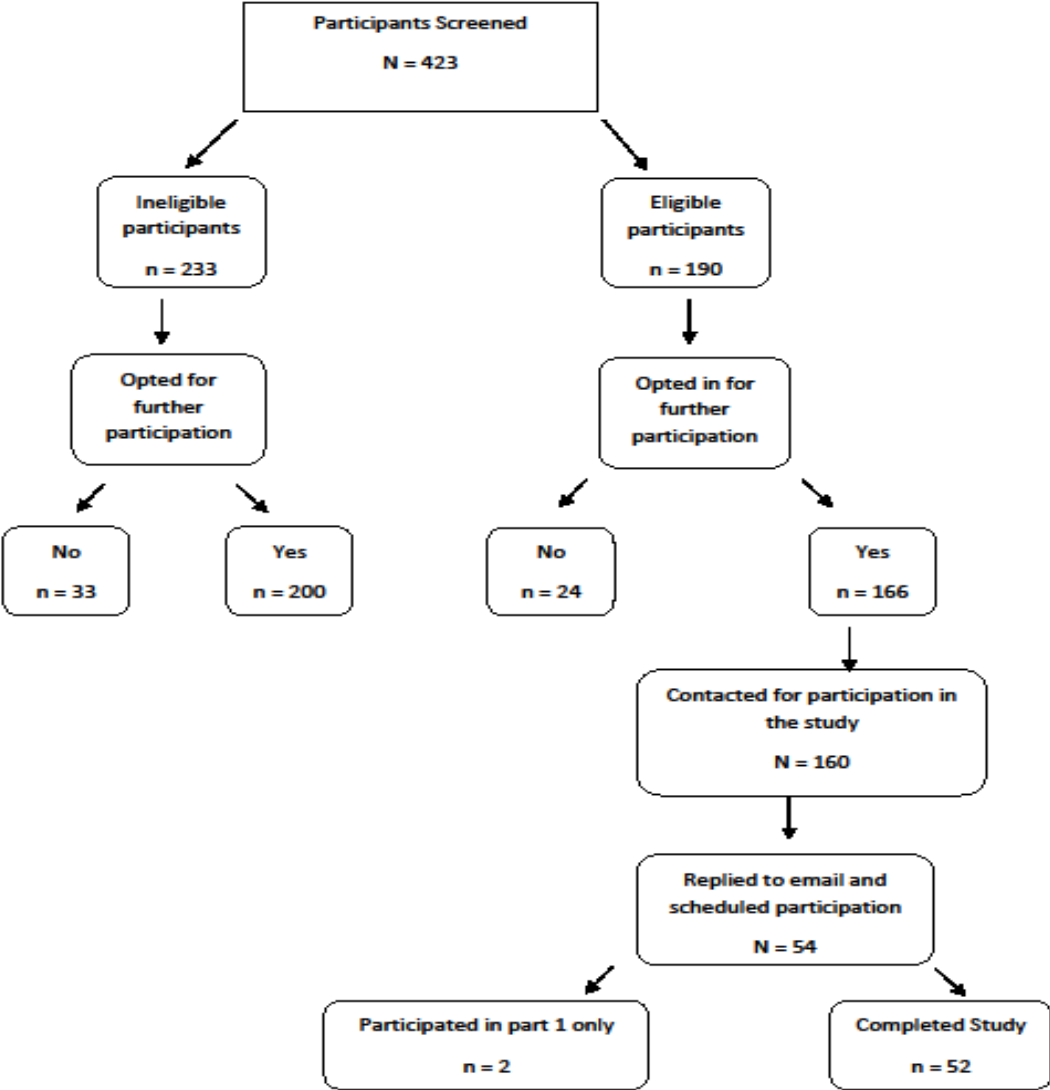 Participants Screened
N = 423
Ineligible
participants
n = 233
Eligible
participants
n = 190
Opted for
further
participation
Opted in for
further
participation
No
n = 33
Yes
n = 200
No
n = 24
Yes
n = 166
Contacted for participation in
the study
N = 160
Replied to email and
scheduled participation
N = 54
Participated in part 1 only
n = 2
Completed Study
n = 52